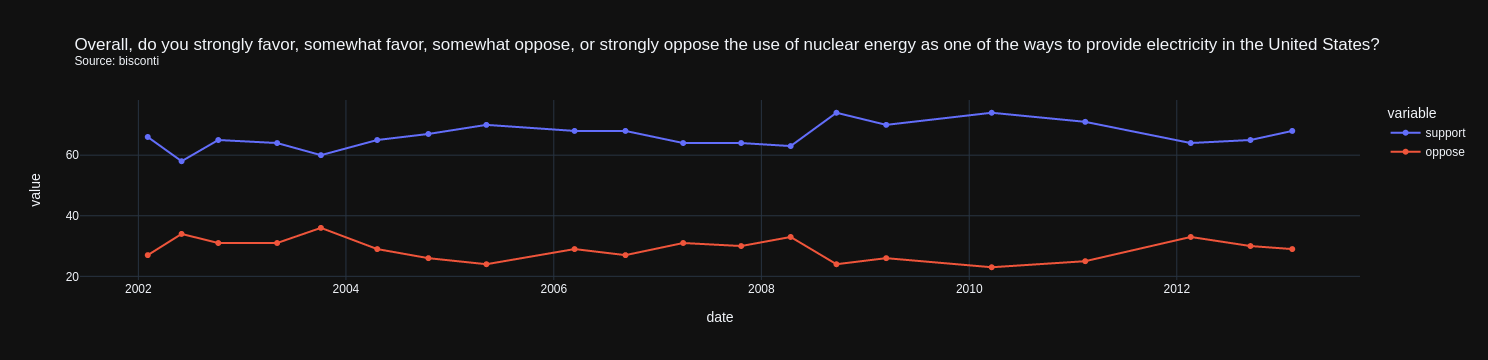 Overall, do you strongly favor, somewhat favor, somewhat oppose, or strongly oppose the use of nuclear energy as one of the ways to provide electricity in the United States?
Source: bisconti
variable
support
oppose
value
60
40
20
2002 2004 2006 2008 2010 2012
date